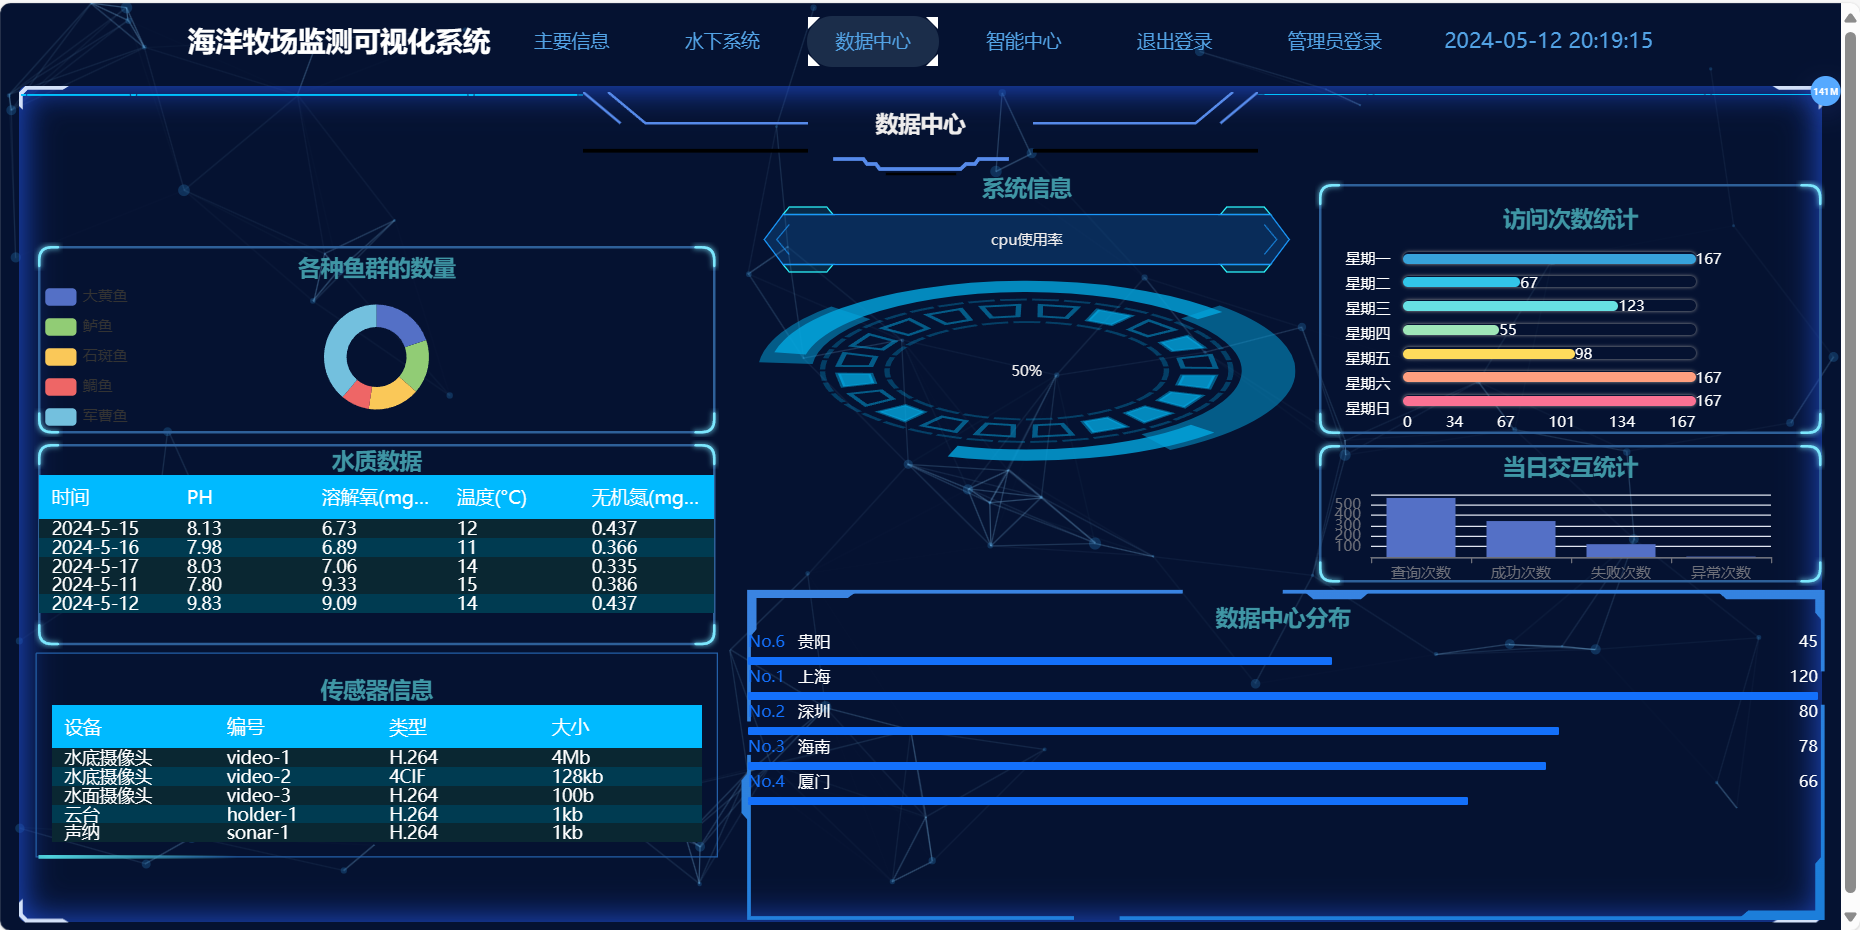 海洋牧场监测可视化系统 主要信息 水下系统 数据中心 智能中心 退出登录 管理员登录 2024-05-12 20:19:15
141M
数据中心
各种鱼群的数量
大黄鱼
鲈鱼
石斑鱼
鲷鱼
军曹鱼
水质数据
时间 PH 溶解氧(mg... 温度(°C) 无机氮(mg...
2024-5-15 8.13 6.73 12 0.437
2024-5-16 7.98 6.89 11 0.366
2024-5-17 8.03 7.06 14 0.335
2024-5-11 7.80 9.33 15 0.386
2024-5-12 9.83 9.09 14 0.437
传感器信息
设备 编号 类型 大小
水底摄像头 video-1 H.264 4Mb
水底摄像头 video-2 4CIF 128kb
水面摄像头 video-3 H.264 100b
云台 holder-1 H.264 1kb
声纳 sonar-1 H.264 1kb
系统信息
cpu使用率
50%
访问次数统计
星期一 167
星期二 67
星期三 123
星期四 55
星期五 98
星期六 167
星期日 167
0 34 67 101 134 167
当日交互统计
500
400
300
200
100
查询次数 成功次数 失败次数 异常次数
数据中心分布
No.6 贵阳 45
No.1 上海 120
No.2 深圳 80
No.3 海南 78
No.4 厦门 66